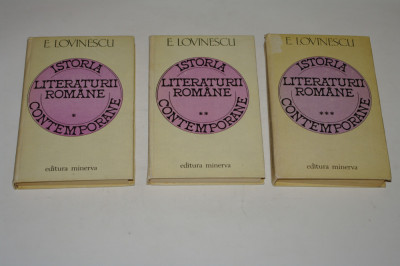 E. LOVINESCU
ISTORIA
LITERATURII
ROMÂNE
*
CONTEMPORANE
editura minerva
E. LOVINESCU
ISTORIA
LITERATURII
ROMÂNE
**
CONTEMPORANE
editura minerva
E. LOVINESCU
ISTORIA
LITERATURII
ROMÂNE
***
CONTEMPORANE
editura minerva